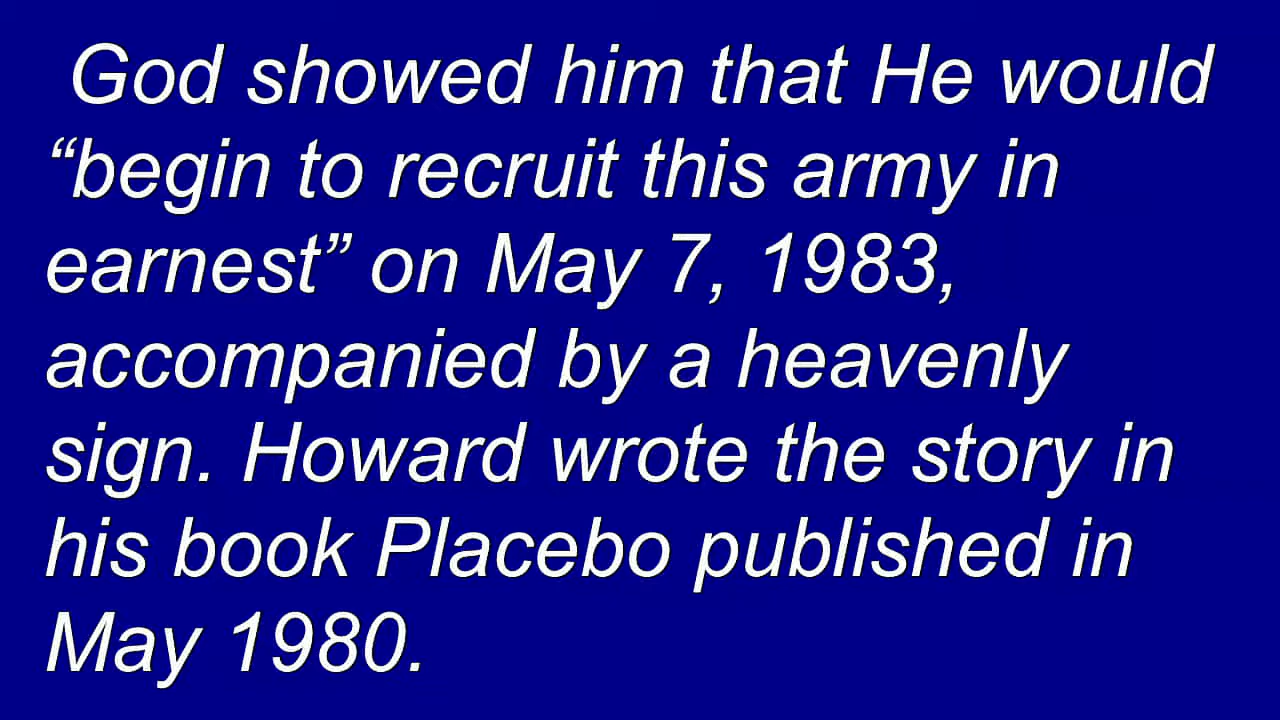 God showed him that He would
“begin to recruit this army in
earnest” on May 7, 1983,
accompanied by a heavenly
sign. Howard wrote the story in
his book Placebo published in
May 1980.